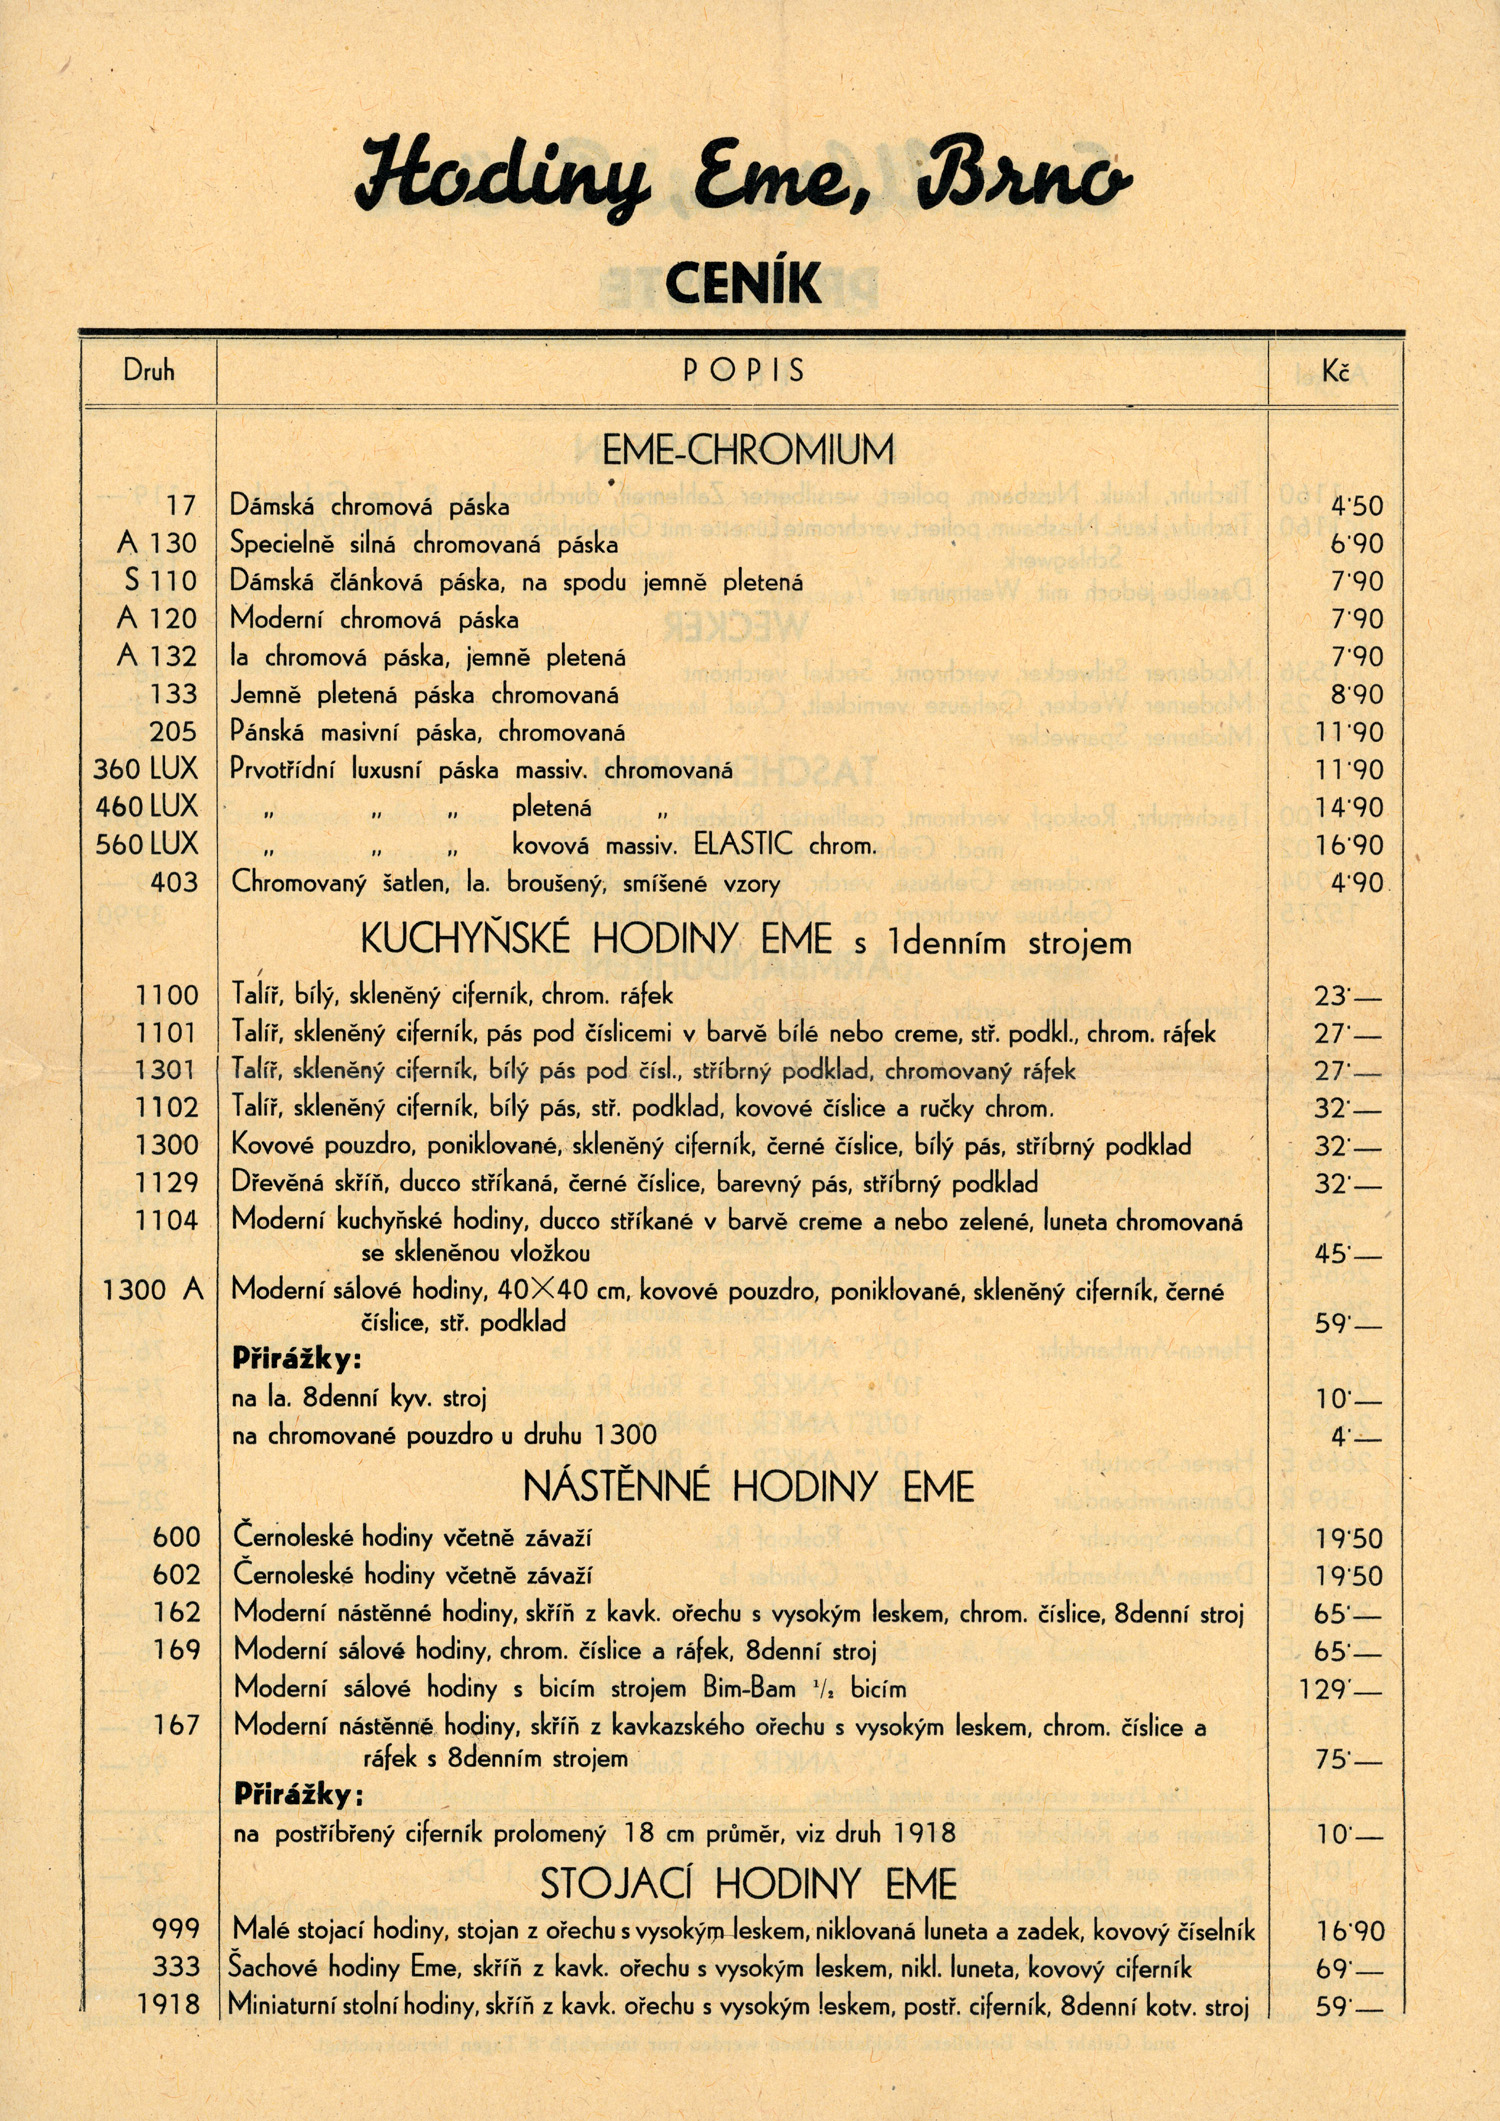 Hodiny Eme, Brno
CENÍK
Druh POPIS Kč
EME-CHROMIUM
17 Dámská chromová páska 4·50
A 130 Specielně silná chromovaná páska 6·90
S 110 Dámská článková páska, na spodu jemně pletená 7·90
A 120 Moderní chromová páska 7·90
A 132 Ia chromová páska, jemně pletená 7·90
133 Jemně pletená páska chromovaná 8·90
205 Pánská masivní páska, chromovaná 11·90
360 LUX Prvotřídní luxusní páska massiv. chromovaná 11·90
460 LUX „ „ „ pletená „ 14·90
560 LUX „ „ „ kovová massiv. ELASTIC chrom. 16·90
403 Chromovaný šatlen, Ia. broušený, smíšené vzory 4·90
KUCHYŇSKÉ HODINY EME s 1denním strojem
1100 Talíř, bílý, skleněný ciferník, chrom. ráfek 23·—
1101 Talíř, skleněný ciferník, pás pod číslicemi v barvě bílé nebo creme, stř. podkl., chrom. ráfek 27·—
1301 Talíř, skleněný ciferník, bílý pás pod čísl., stříbrný podklad, chromovaný ráfek 27·—
1102 Talíř, skleněný ciferník, bílý pás, stř. podklad, kovové číslice a ručky chrom. 32·—
1300 Kovové pouzdro, poniklované, skleněný ciferník, černé číslice, bílý pás, stříbrný podklad 32·—
1129 Dřevěná skříň, ducco stříkaná, černé číslice, barevný pás, stříbrný podklad 32·—
1104 Moderní kuchyňské hodiny, ducco stříkané v barvě creme a nebo zelené, luneta chromovaná
se skleněnou vložkou 45·—
1300 A Moderní sálové hodiny, 40×40 cm, kovové pouzdro, poniklované, skleněný ciferník, černé
číslice, stř. podklad 59·—
Přirážky:
na Ia. 8denní kyv. stroj 10·—
na chromované pouzdro u druhu 1300 4·—
NÁSTĚNNÉ HODINY EME
600 Černoleské hodiny včetně závaží 19·50
602 Černoleské hodiny včetně závaží 19·50
162 Moderní nástěnné hodiny, skříň z kavk. ořechu s vysokým leskem, chrom. číslice, 8denní stroj 65·—
169 Moderní sálové hodiny, chrom. číslice a ráfek, 8denní stroj 65·—
Moderní sálové hodiny s bicím strojem Bim-Bam ½ bicím 129·—
167 Moderní nástěnné hodiny, skříň z kavkazského ořechu s vysokým leskem, chrom. číslice a
ráfek s 8denním strojem 75·—
Přirážky:
na postříbřený ciferník prolomený 18 cm průměr, viz druh 1918 10·—
STOJACÍ HODINY EME
999 Malé stojací hodiny, stojan z ořechu s vysokým leskem, niklovaná luneta a zadek, kovový číselník 16·90
333 Šachové hodiny Eme, skříň z kavk. ořechu s vysokým leskem, nikl. luneta, kovový ciferník 69·—
1918 Miniaturní stolní hodiny, skříň z kavk. ořechu s vysokým leskem, postř. ciferník, 8denní kotv. stroj 59·—